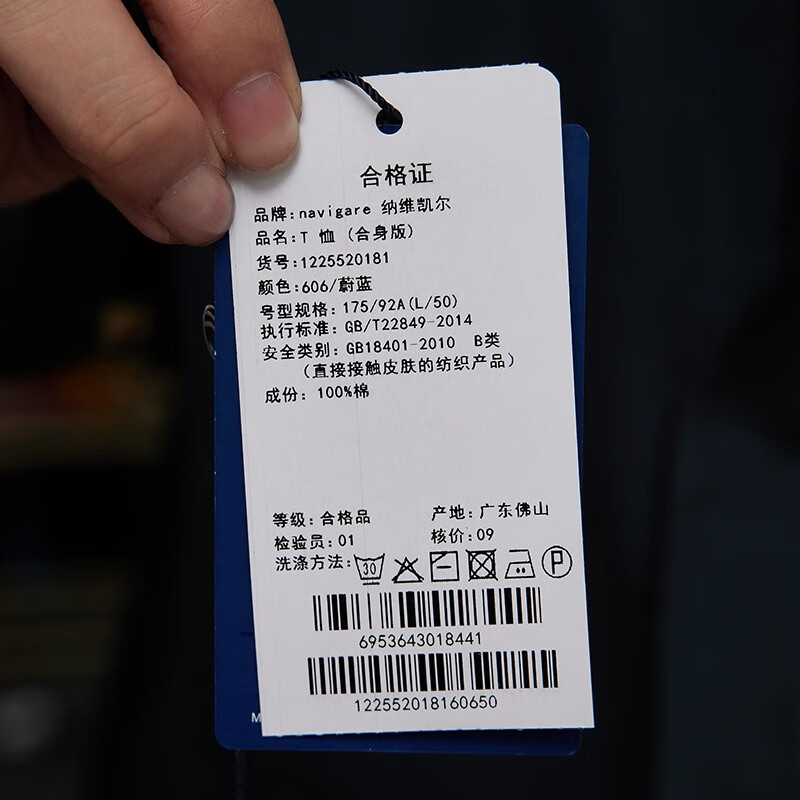 合格证
品牌:navigare 纳维凯尔
品名:T 恤 (合身版)
货号:1225520181
颜色:606/蔚蓝
号型规格: 175/92A(L/50)
执行标准: GB/T22849-2014
安全类别: GB18401-2010 B类
(直接接触皮肤的纺织产品)
成份: 100%棉
等级: 合格品 产地: 广东佛山
检验员: 01 核价: 09
洗涤方法: 30 P
6953643018441
122552018160650
M